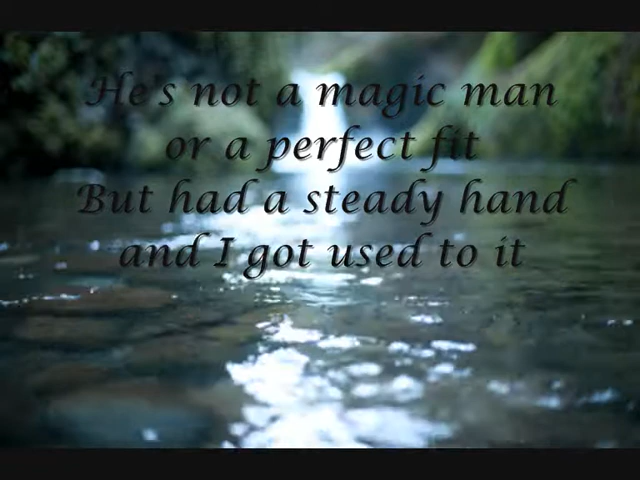 He's not a magic man
or a perfect fit
But had a steady hand
and I got used to it